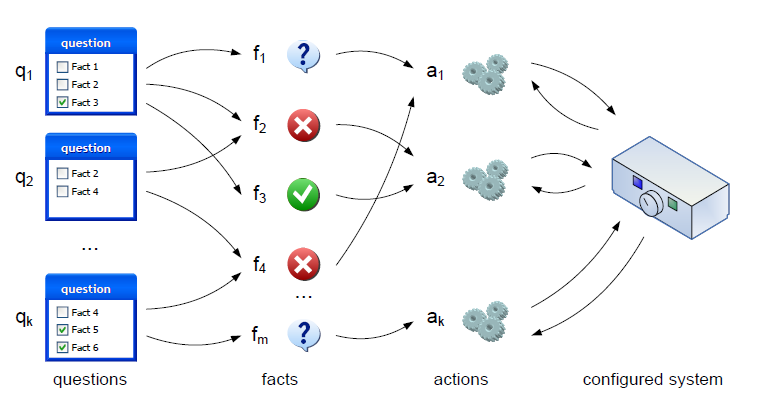 question
q1
Fact 1
Fact 2
Fact 3
question
q2
Fact 2
Fact 4
...
question
qk
Fact 4
Fact 5
Fact 6
questions
f1
?
f2
f3
f4
...
fm
?
facts
a1
a2
ak
actions
configured system